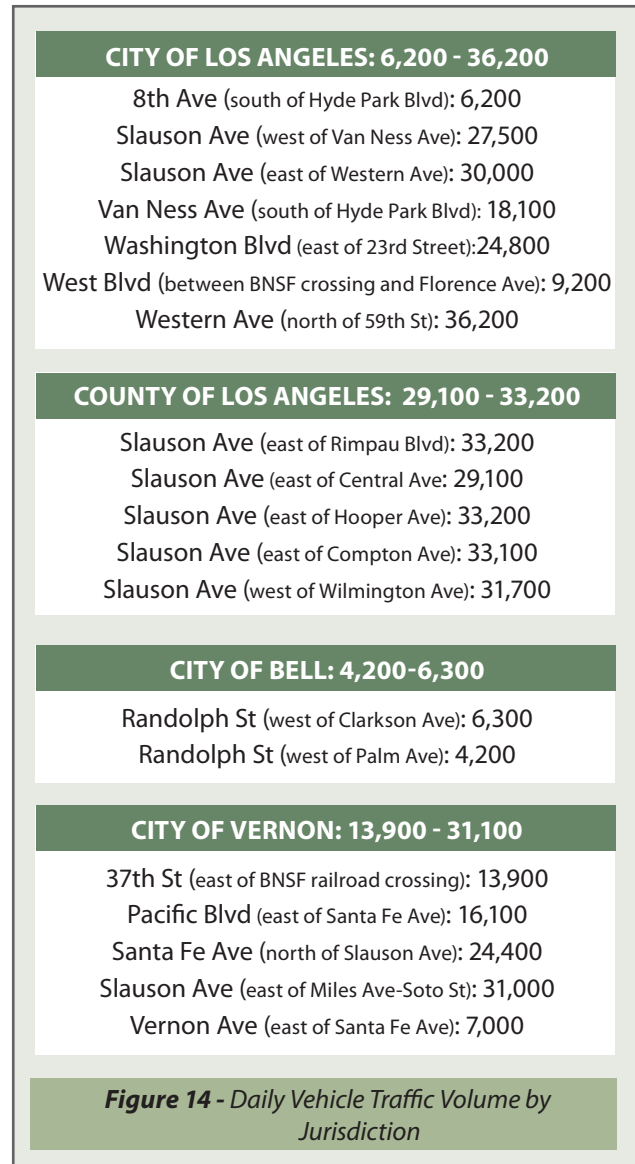 CITY OF LOS ANGELES: 6,200 - 36,200
8th Ave (south of Hyde Park Blvd): 6,200
Slauson Ave (west of Van Ness Ave): 27,500
Slauson Ave (east of Western Ave): 30,000
Van Ness Ave (south of Hyde Park Blvd): 18,100
Washington Blvd (east of 23rd Street):24,800
West Blvd (between BNSF crossing and Florence Ave): 9,200
Western Ave (north of 59th St): 36,200
COUNTY OF LOS ANGELES: 29,100 - 33,200
Slauson Ave (east of Rimpau Blvd): 33,200
Slauson Ave (east of Central Ave: 29,100
Slauson Ave (east of Hooper Ave): 33,200
Slauson Ave (east of Compton Ave): 33,100
Slauson Ave (west of Wilmington Ave): 31,700
CITY OF BELL: 4,200-6,300
Randolph St (west of Clarkson Ave): 6,300
Randolph St (west of Palm Ave): 4,200
CITY OF VERNON: 13,900 - 31,100
37th St (east of BNSF railroad crossing): 13,900
Pacific Blvd (east of Santa Fe Ave): 16,100
Santa Fe Ave (north of Slauson Ave): 24,400
Slauson Ave (east of Miles Ave-Soto St): 31,000
Vernon Ave (east of Santa Fe Ave): 7,000
Figure 14 - Daily Vehicle Traffic Volume by
Jurisdiction